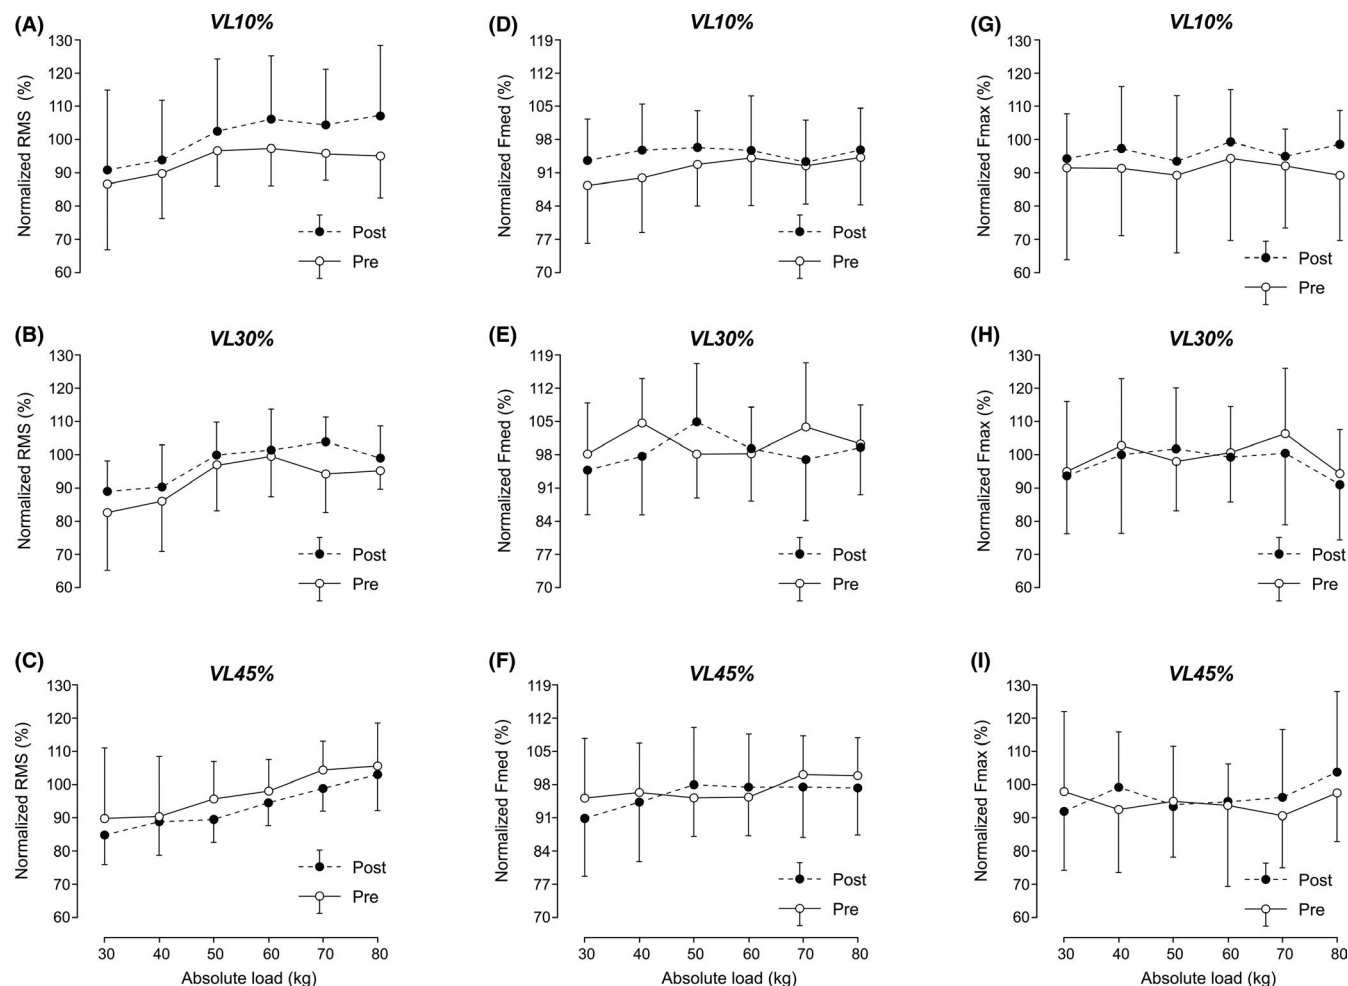 (A) VL10%
130
120
110
100
90
80
70
60
Normalized RMS (%)
Post
Pre
(D) VL10%
119
112
105
98
91
84
77
70
Normalized Fmed (%)
Post
Pre
(G) VL10%
130
120
110
100
90
80
70
60
Normalized Fmax (%)
Post
Pre
(B) VL30%
130
120
110
100
90
80
70
60
Normalized RMS (%)
Post
Pre
(E) VL30%
119
112
105
98
91
84
77
70
Normalized Fmed (%)
Post
Pre
(H) VL30%
130
120
110
100
90
80
70
60
Normalized Fmax (%)
Post
Pre
(C) VL45%
130
120
110
100
90
80
70
60
Normalized RMS (%)
Post
Pre
30 40 50 60 70 80
Absolute load (kg)
(F) VL45%
119
112
105
98
91
84
77
70
Normalized Fmed (%)
Post
Pre
30 40 50 60 70 80
Absolute load (kg)
(I) VL45%
130
120
110
100
90
80
70
60
Normalized Fmax (%)
Post
Pre
30 40 50 60 70 80
Absolute load (kg)